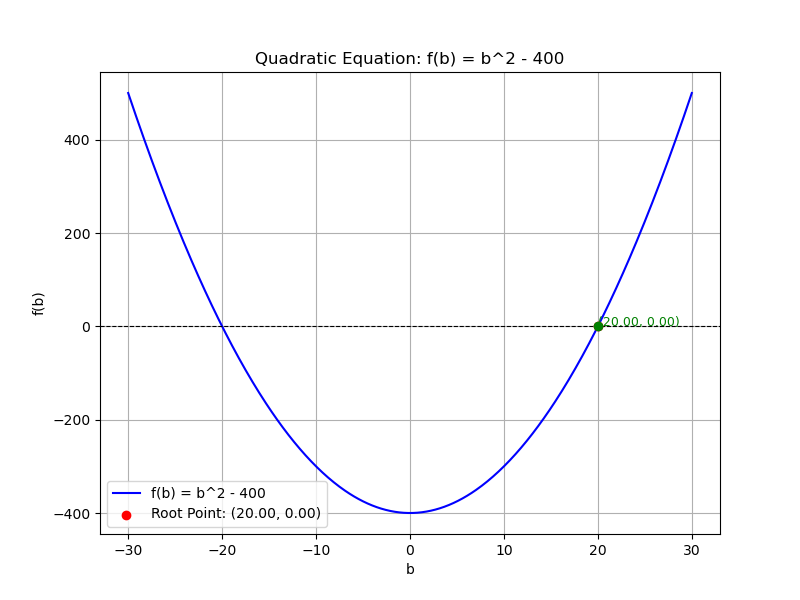 Quadratic Equation: f(b) = b^2 - 400
f(b)
400
200
0
−200
−400
(20.00, 0.00)
f(b) = b^2 - 400
Root Point: (20.00, 0.00)
−30
−20
−10
0
10
20
30
b